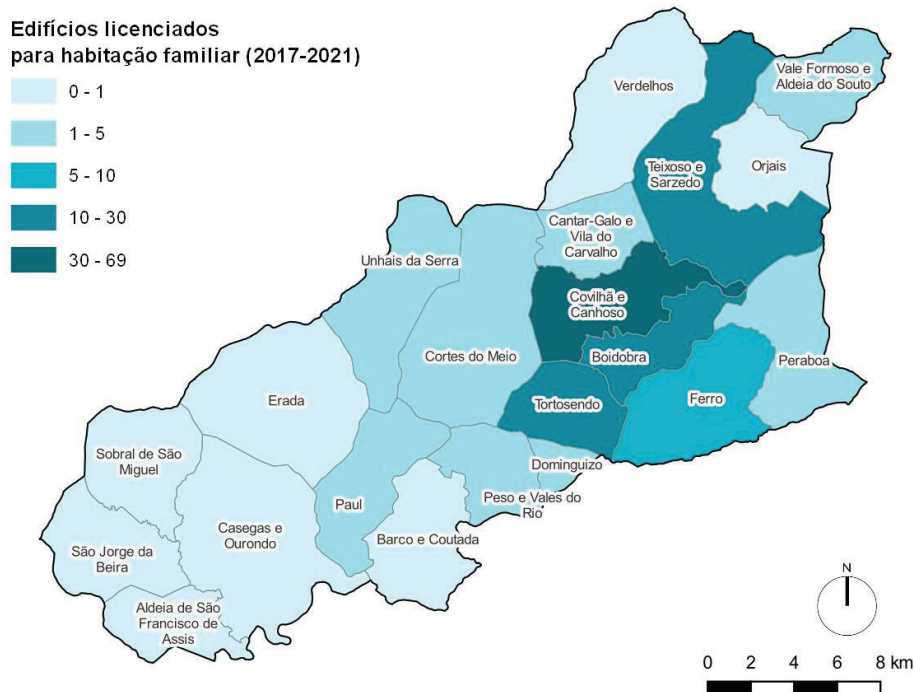 Edifícios licenciados
para habitação familiar (2017-2021)
0 - 1
1 - 5
5 - 10
10 - 30
30 - 69
Verdelhos
Vale Formoso e
Aldeia do Souto
Teixoso e
Sarzedo
Orjais
Cantar-Galo e
Vila do
Carvalho
Unhais da Serra
Covilhã e
Canhoso
Cortes do Meio
Boidobra
Peraboa
Erada
Tortosendo
Ferro
Sobral de São
Miguel
Dominguizo
Paul
Peso e Vales do
Rio
Casegas e
Ourondo
Barco e Coutada
São Jorge da
Beira
Aldeia de São
Francisco de
Assis
N
0 2 4 6 8 km